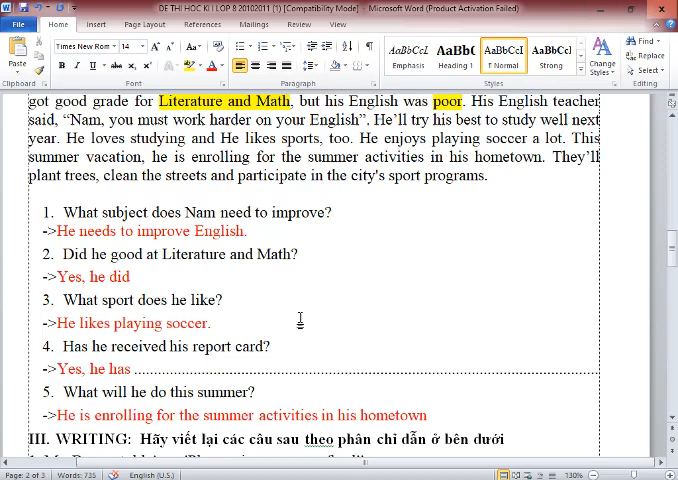 DE THI HOC KI I LOP 8 20102011 (1) [Compatibility Mode] - Microsoft Word (Product Activation Failed)
File Home Insert Page Layout References Mailings Review View
Paste Times New Rom 14 AaBbCcL AaBbC AaBbCcI AaBbCc Change Styles Find Replace Select
Emphasis Heading 1 ¶ Normal Strong
Clipboard Font Paragraph Styles Editing
got good grade for Literature and Math, but his English was poor. His English teacher
said, “Nam, you must work harder on your English”. He’ll try his best to study well next
year. He loves studying and He likes sports, too. He enjoys playing soccer a lot. This
summer vacation, he is enrolling for the summer activities in his hometown. They’ll
plant trees, clean the streets and participate in the city's sport programs.
1. What subject does Nam need to improve?
->He needs to improve English.
2. Did he good at Literature and Math?
->Yes, he did
3. What sport does he like?
->He likes playing soccer.
4. Has he received his report card?
->Yes, he has
5. What will he do this summer?
->He is enrolling for the summer activities in his hometown
III. WRITING: Hãy viết lại các câu sau theo phân chỉ dẫn ở bên dưới
Page: 2 of 3 Words: 735 English (U.S.) 130%